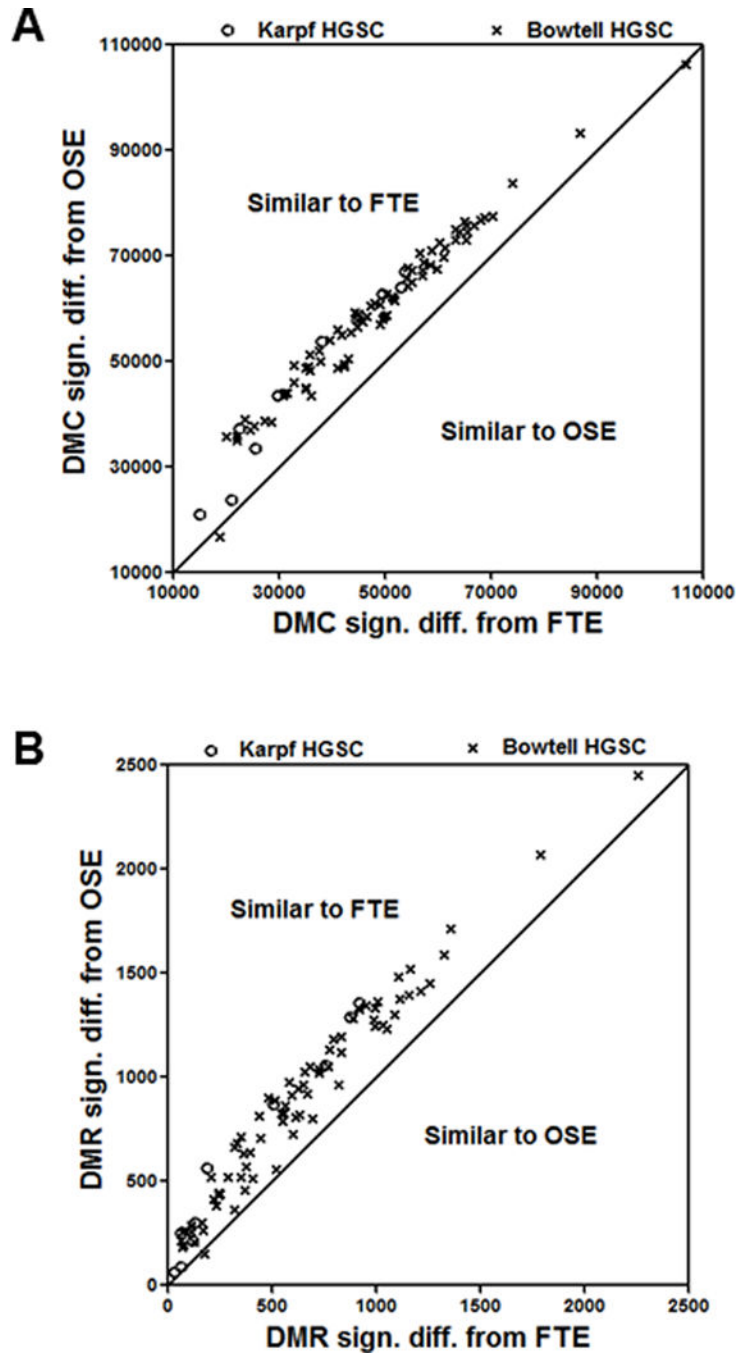 A
Karpf HGSC
Bowtell HGSC
110000
90000
70000
50000
30000
10000
DMC sign. diff. from OSE
Similar to FTE
Similar to OSE
10000 30000 50000 70000 90000 110000
DMC sign. diff. from FTE
B
Karpf HGSC
Bowtell HGSC
2500
2000
1500
1000
500
0
DMR sign. diff. from OSE
Similar to FTE
Similar to OSE
0 500 1000 1500 2000 2500
DMR sign. diff. from FTE